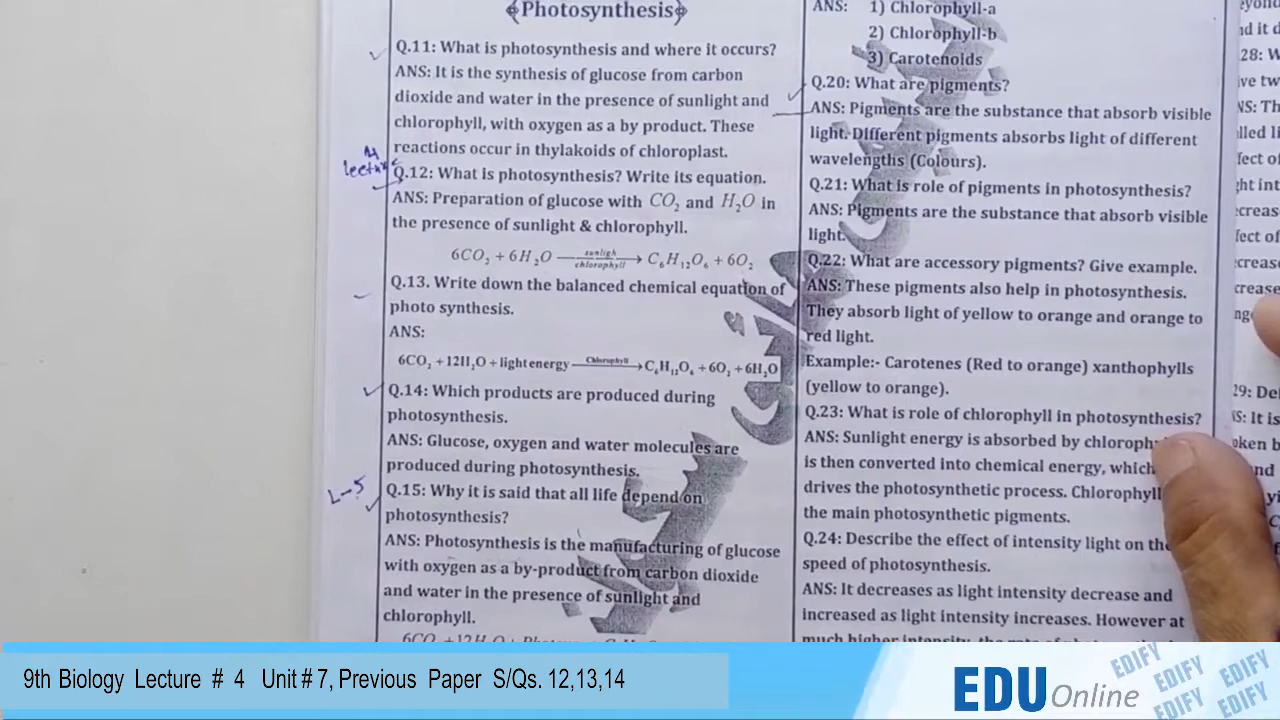 Photosynthesis
Q.11: What is photosynthesis and where it occurs?
ANS: It is the synthesis of glucose from carbon
dioxide and water in the presence of sunlight and
chlorophyll, with oxygen as a by product. These
reactions occur in thylakoids of chloroplast.
Q.12: What is photosynthesis? Write its equation.
ANS: Preparation of glucose with CO₂ and H₂O in
the presence of sunlight & chlorophyll.
6CO₂ + 6H₂O sunligh chlorophyll → C₆H₁₂O₆ + 6O₂
Q.13. Write down the balanced chemical equation of
photo synthesis.
ANS:
6CO₂ +12H₂O + light energy Chlorophyll → C₆H₁₂O₆ + 6O₂ + 6H₂O
Q.14: Which products are produced during
photosynthesis.
ANS: Glucose, oxygen and water molecules are
produced during photosynthesis.
L-5
Q.15: Why it is said that all life depend on
photosynthesis?
ANS: Photosynthesis is the manufacturing of glucose
with oxygen as a by-product from carbon dioxide
and water in the presence of sunlight and
chlorophyll.
ANS: 1) Chlorophyll-a
2) Chlorophyll-b
3) Carotenoids
Q.20: What are pigments?
ANS: Pigments are the substance that absorb visible
light. Different pigments absorbs light of different
wavelengths (Colours).
Q.21: What is role of pigments in photosynthesis?
ANS: Pigments are the substance that absorb visible
light.
Q.22: What are accessory pigments? Give example.
ANS: These pigments also help in photosynthesis.
They absorb light of yellow to orange and orange to
red light.
Example:- Carotenes (Red to orange) xanthophylls
(yellow to orange).
Q.23: What is role of chlorophyll in photosynthesis?
ANS: Sunlight energy is absorbed by
is then converted into chemical energy, which
drives the photosynthetic process. Chlorophyll
the main photosynthetic pigments.
Q.24: Describe the effect of intensity light on the
speed of photosynthesis.
ANS: It decreases as light intensity decrease and
increased as light intensity increases. However at
9th Biology Lecture # 4 Unit # 7, Previous Paper S/Qs. 12,13,14
EDU Online
EDIFY EDIFY
EDIFY EDIFY EDIFY
EDIFY EDIFY EDIFY